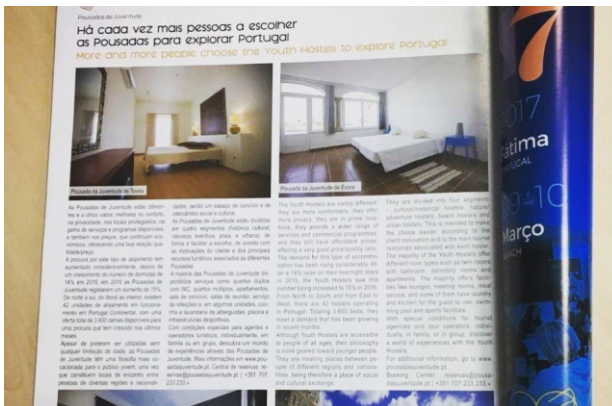 Pousadas de Juventude
Há cada vez mais pessoas a escolher
as Pousadas para explorar Portugal
More and more people choose the Youth Hostels to explore Portugal
Pousada da Juventude de Tavira
Pousada da Juventude de Évora
As Pousadas de Juventude estão diferen-
tes e a olhos vistos: melhores no conforto,
na privacidade, nos locais privilegiados, na
gama de serviços e programas disponíveis,
e também nos preços, que continuam eco-
nómicos, oferecendo uma boa relação qua-
lidade/preço.
A procura por este tipo de alojamento tem
aumentado consideravelmente, depois de
um crescimento do número de dormidas de
14% em 2015, em 2016 as Pousadas de
Juventude registaram um aumento de 15%.
De norte a sul, do litoral ao interior existem
42 unidades de alojamento em funciona-
mento em Portugal Continental com uma
oferta total de 3.600 camas disponíveis para
uma procura que tem crescido nos últimos
meses.
Apesar de poderem ser utilizadas sem
qualquer limitação de idade, as Pousadas
de Juventude têm uma filosofia mais vo-
cacionada para o público jovem, uma vez
que constituem locais de encontro entre
pessoas de diversas regiões e nacionali-
dades, sendo um espaço de convívio e de
intercâmbio social e cultural.
As Pousadas de Juventude estão divididas
em quatro segmentos (histórico cultural,
natureza aventura, praia e urbana), de
forma a facilitar a escolha, de acordo com
as motivações do cliente e dos principais
recursos turísticos associados às diferentes
Pousadas.
A maioria das Pousadas de Juventude dis-
ponibiliza serviços como quartos duplos
com WC, quartos múltiplos, apartamentos,
sala de convívio, salas de reunião, serviço
de refeições e, em algumas unidades, cozi-
nha e lavandaria de alberguistas, piscina e
infraestruturas desportivas.
Com condições especiais para agentes e
operadores turísticos, individualmente, em
família ou em grupo, descubra um mundo
de experiências através das Pousadas de
Juventude. Mais informações em www.pou-
sadasjuventude.pt. Central de reservas: re-
servas@pousadasjuventude.pt | +351 707
233 233
The Youth Hostels are visibly different:
they are more comfortable, they offer
more privacy, they are in prime loca-
tions, they provide a wider range of
services and commercial programmes,
and they still have affordable prices,
offering a very good price/quality ratio.
The demand for this type of accommo-
dation has been rising considerably. Af-
ter a 14% raise on their overnight stays
in 2015, the Youth Hostels saw this
number being increased to 15% in 2016.
From North to South and from East to
West, there are 42 hostels operating
in Portugal. Totaling 3,600 beds, they
meet a demand that has been growing
in recent months.
Although Youth Hostels are accessible
to people of all ages, their philosophy
is more geared toward younger people.
They are meeting places between peo-
ple of different regions and nationa-
lities, being therefore a place of social
and cultural exchange.
They are divided into four segments
- cultural/historical hostels, nature/
adventure hostels, beach hostels and
urban hostels. This is intended to make
the choice easier, according to the
client motivation and to the main tourist
resources associated with each hostel.
The majority of the Youth Hostels offer
different room types such as twin rooms
with bathroom, dormitory rooms and
apartments. The majority offers facili-
ties like lounges, meeting rooms, meal
service, and some of them have laundry
and kitchen for the guest to use, swim-
ming pool and sports facilities.
With special conditions for tourist
agencies and tour operators, indivi-
dually, in family, or in group, discover
a world of experiences with the Youth
Hostels.
For additional information, go to www.
pousadasjuventude.pt
Booking Center: reservas@pousa-
dasjuventude.pt | +351 707 233 233
7
2017
Fátima
PORTUGAL
09 10
Março
MARCH